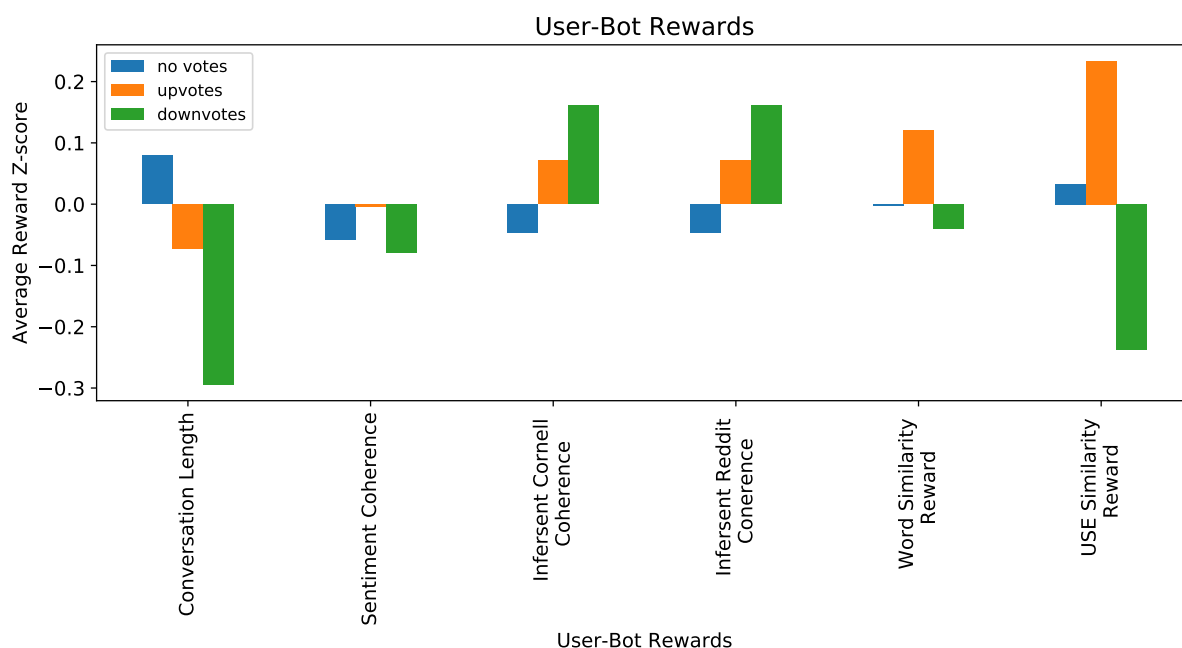 User-Bot Rewards
no votes
upvotes
downvotes
Average Reward Z-score
0.2
0.1
0.0
−0.1
−0.2
−0.3
Conversation Length
Sentiment Coherence
Infersent Cornell
Coherence
Infersent Reddit
Conerence
Word Similarity
Reward
USE Similarity
Reward
User-Bot Rewards